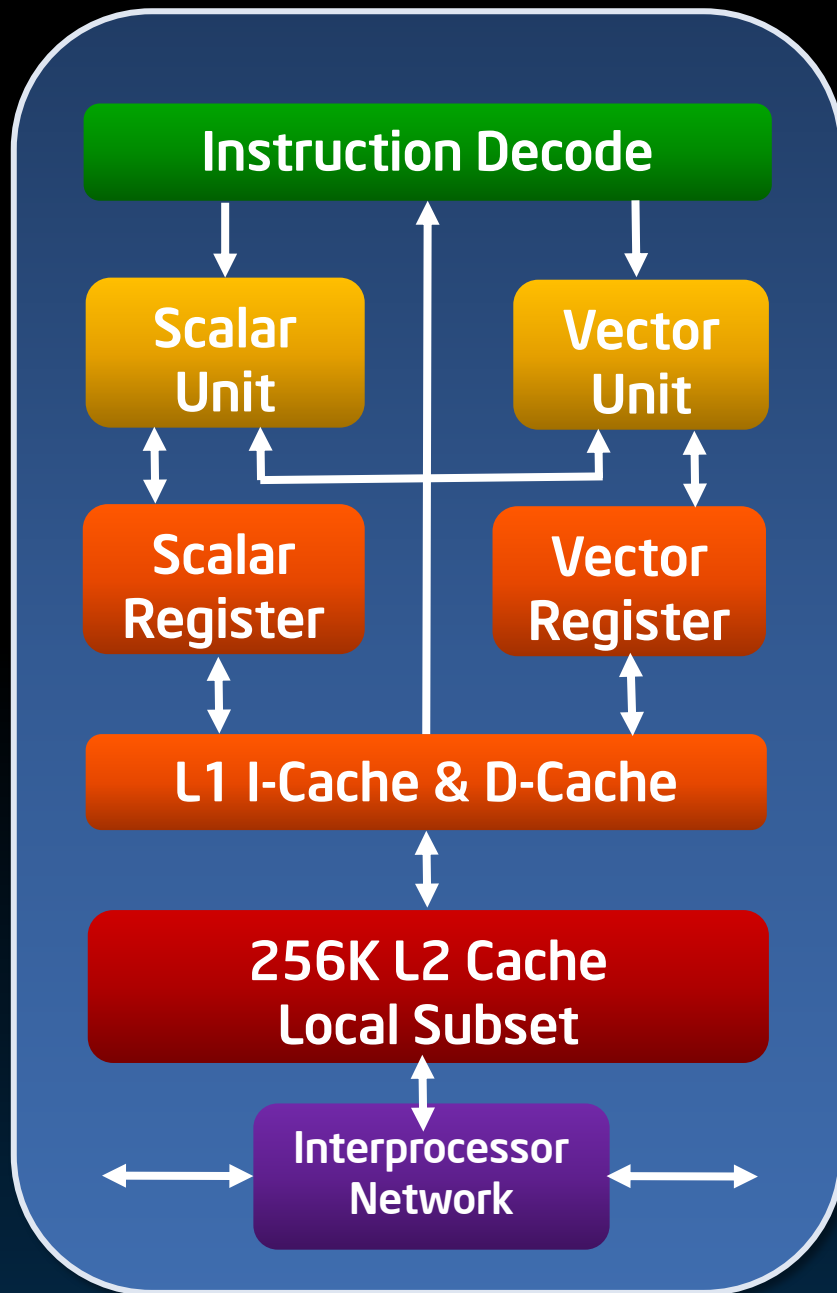 Instruction Decode
Scalar
Unit
Vector
Unit
Scalar
Register
Vector
Register
L1 I-Cache & D-Cache
256K L2 Cache
Local Subset
Interprocessor
Network